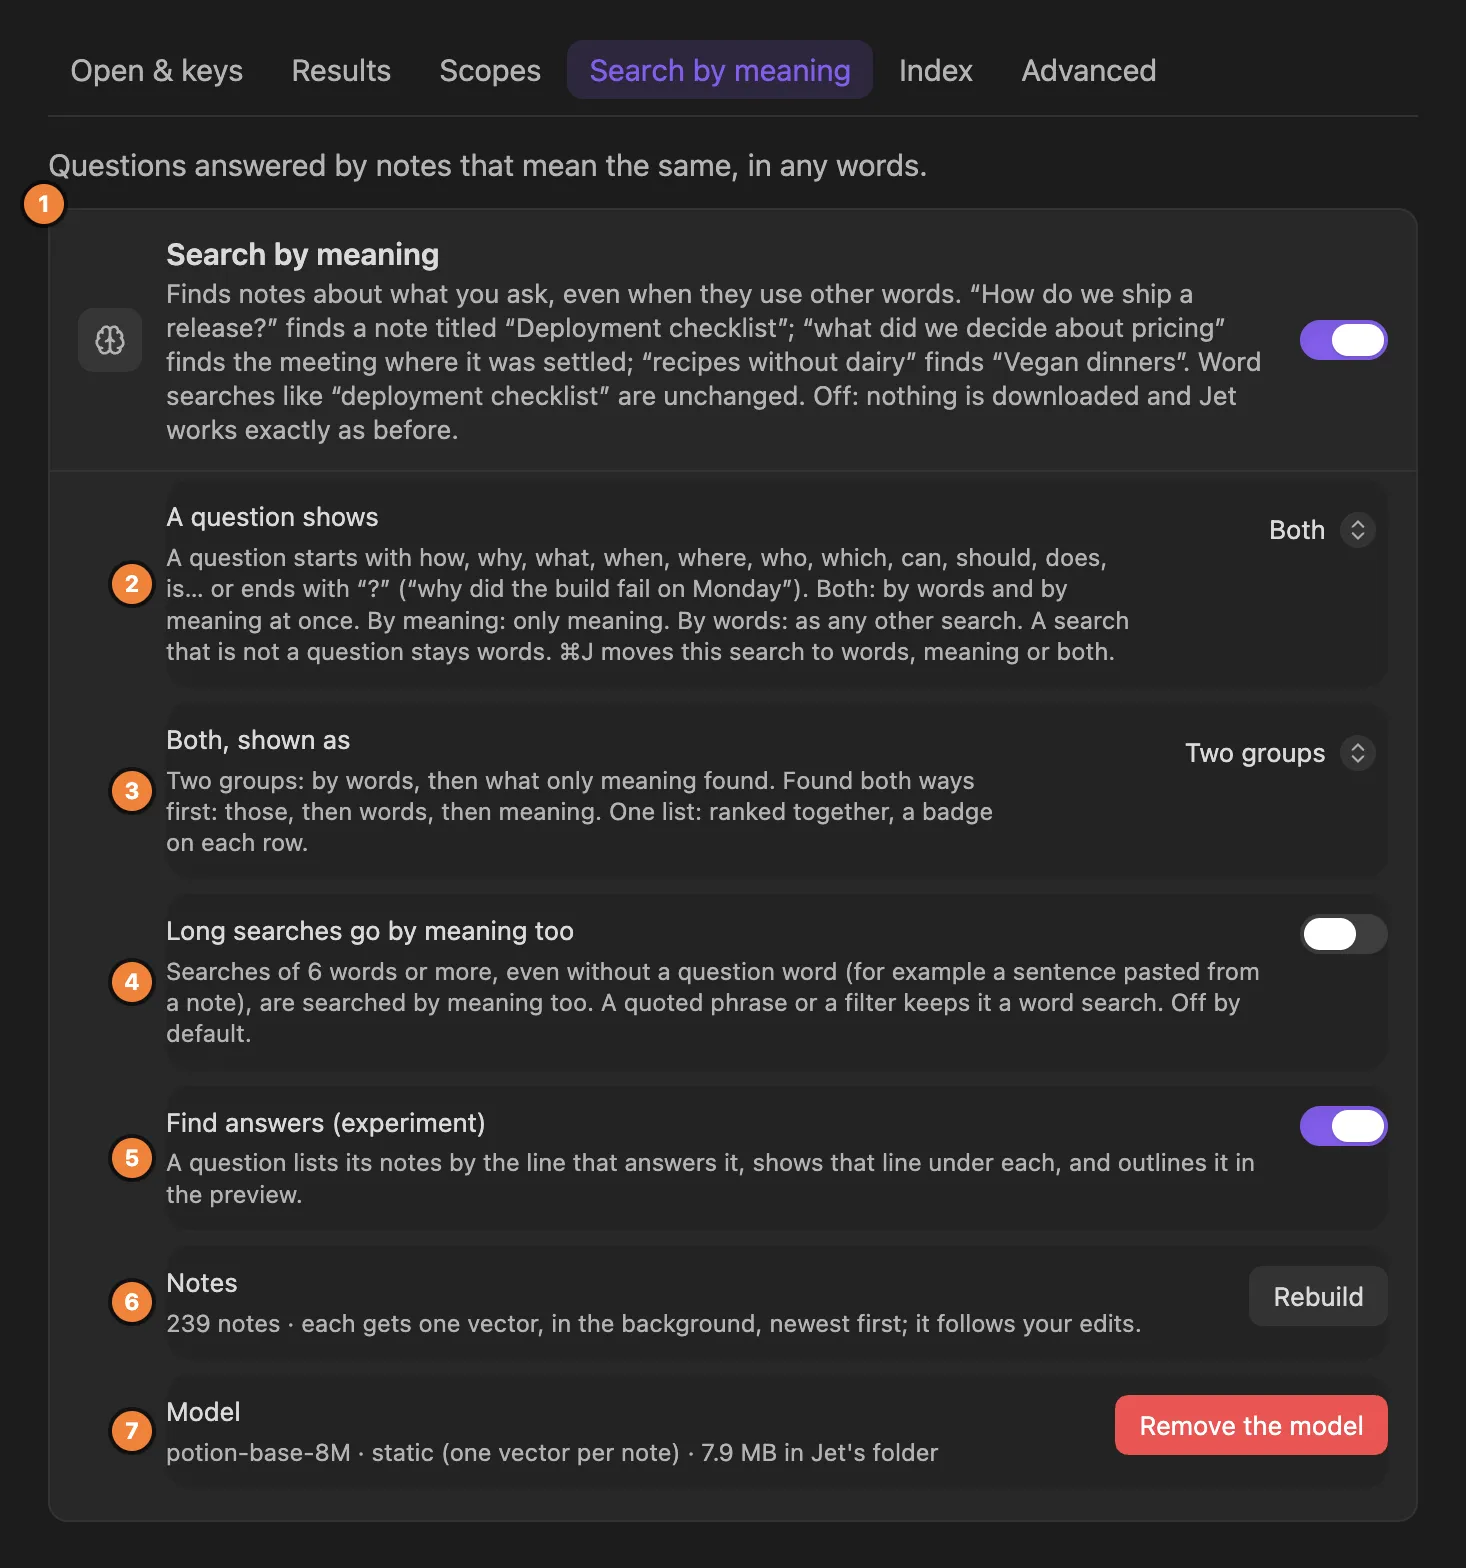 Open & keys Results Scopes Search by meaning Index Advanced
Questions answered by notes that mean the same, in any words.
1
Search by meaning
Finds notes about what you ask, even when they use other words. “How do we ship a
release?” finds a note titled “Deployment checklist”; “what did we decide about pricing”
finds the meeting where it was settled; “recipes without dairy” finds “Vegan dinners”. Word
searches like “deployment checklist” are unchanged. Off: nothing is downloaded and Jet
works exactly as before.
A question shows
Both
2
A question starts with how, why, what, when, where, who, which, can, should, does,
is… or ends with “?” (“why did the build fail on Monday”). Both: by words and by
meaning at once. By meaning: only meaning. By words: as any other search. A search
that is not a question stays words. ⌘J moves this search to words, meaning or both.
Both, shown as
Two groups
3
Two groups: by words, then what only meaning found. Found both ways
first: those, then words, then meaning. One list: ranked together, a badge
on each row.
Long searches go by meaning too
4
Searches of 6 words or more, even without a question word (for example a sentence pasted from
a note), are searched by meaning too. A quoted phrase or a filter keeps it a word search. Off by
default.
Find answers (experiment)
5
A question lists its notes by the line that answers it, shows that line under each, and outlines it in
the preview.
Notes
Rebuild
6
239 notes · each gets one vector, in the background, newest first; it follows your edits.
Model
Remove the model
7
potion-base-8M · static (one vector per note) · 7.9 MB in Jet's folder